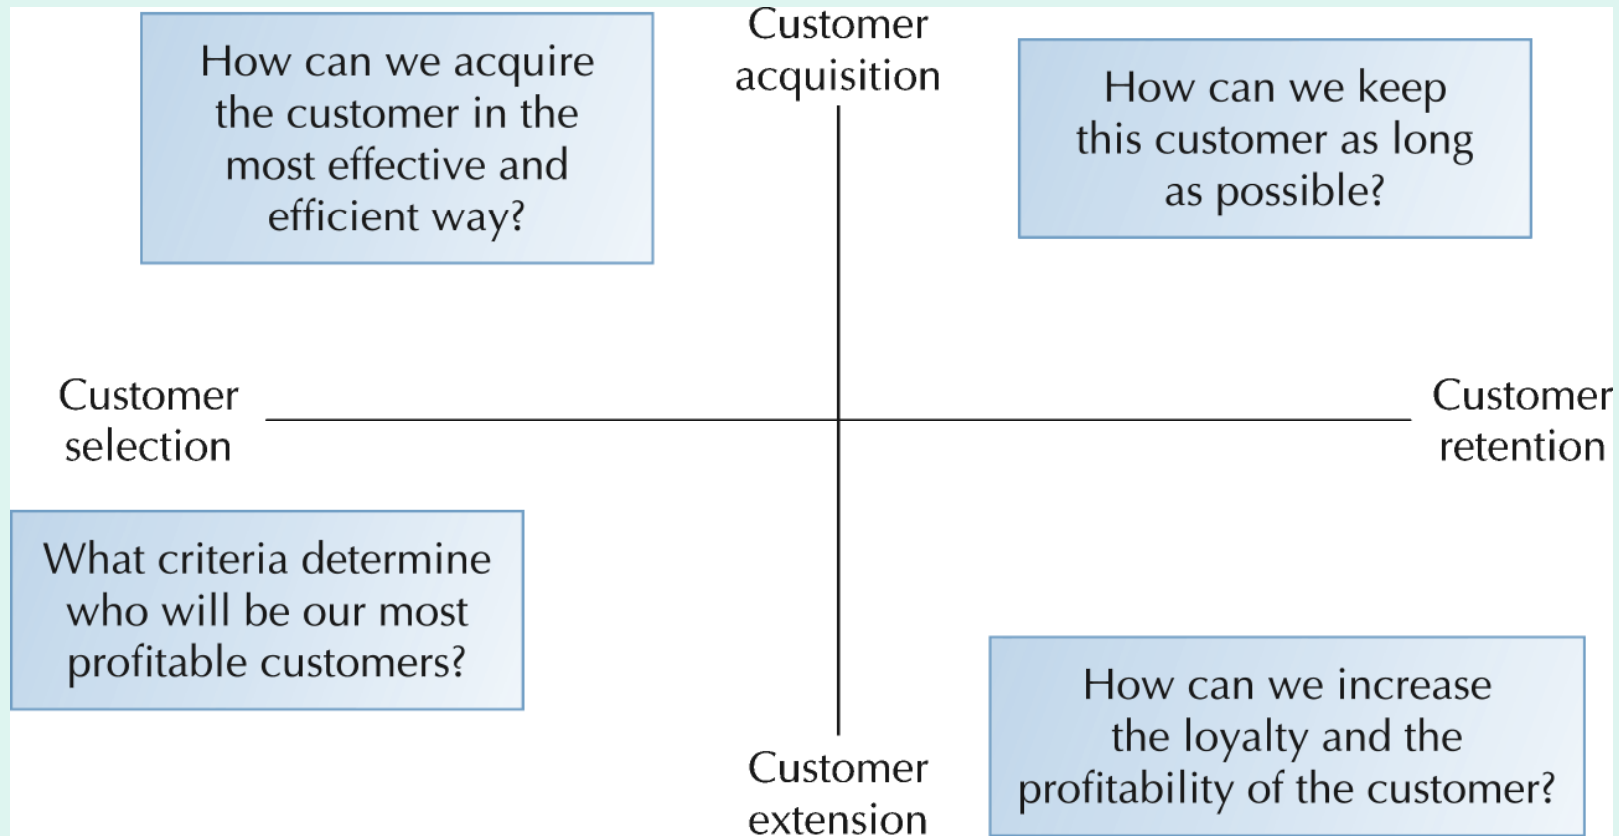 How can we acquire
the customer in the
most effective and
efficient way?
Customer
acquisition
How can we keep
this customer as long
as possible?
Customer
selection
Customer
retention
What criteria determine
who will be our most
profitable customers?
Customer
extension
How can we increase
the loyalty and the
profitability of the customer?